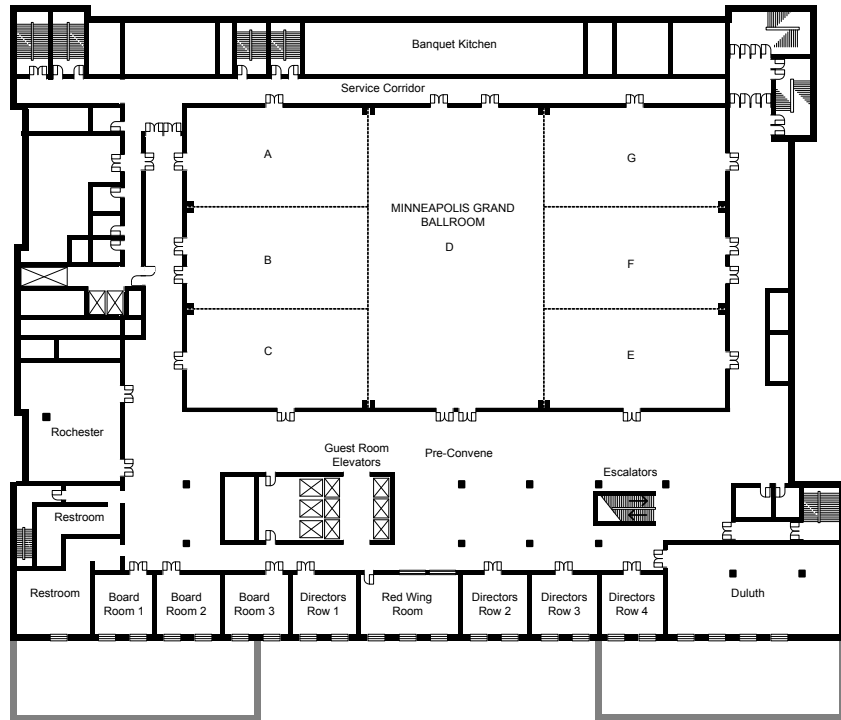 Banquet Kitchen
Service Corridor
A
G
MINNEAPOLIS GRAND
BALLROOM
D
B
F
C
E
Rochester
Guest Room
Elevators
Pre-Convene
Escalators
Restroom
Restroom
Board
Room 1
Board
Room 2
Board
Room 3
Directors
Row 1
Red Wing
Room
Directors
Row 2
Directors
Row 3
Directors
Row 4
Duluth